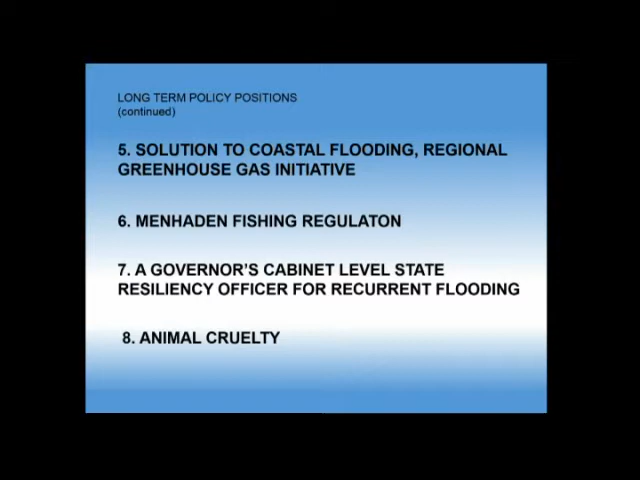 LONG TERM POLICY POSITIONS
(continued)
5. SOLUTION TO COASTAL FLOODING, REGIONAL
GREENHOUSE GAS INITIATIVE
6. MENHADEN FISHING REGULATON
7. A GOVERNOR'S CABINET LEVEL STATE
RESILIENCY OFFICER FOR RECURRENT FLOODING
8. ANIMAL CRUELTY